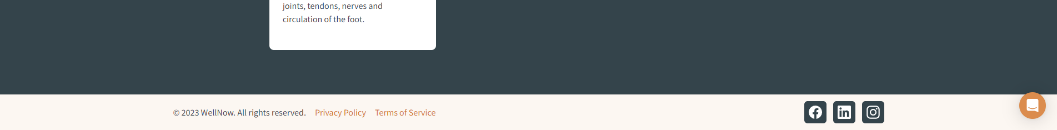 joints, tendons, nerves and
circulation of the foot.
© 2023 WellNow. All rights reserved. Privacy Policy Terms of Service